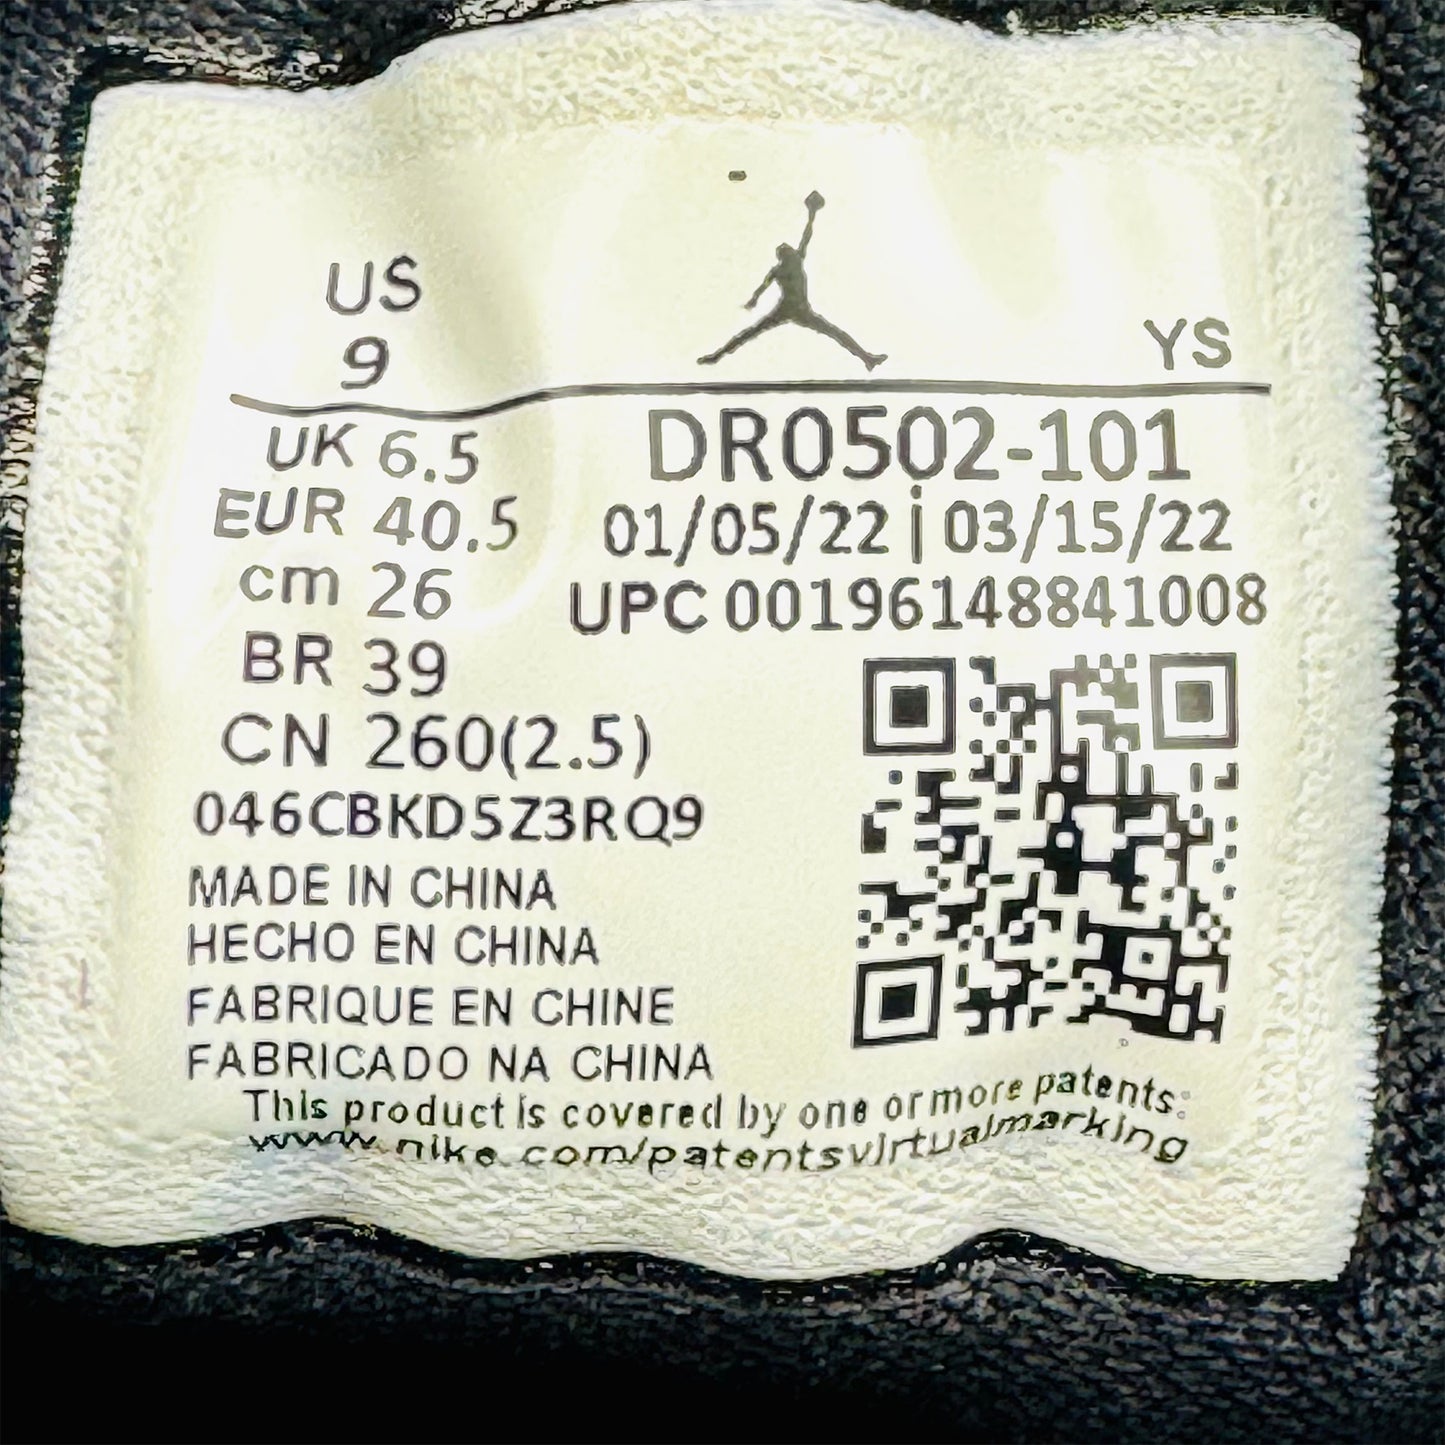 US
9
YS
UK 6.5
EUR 40.5
cm 26
BR 39
CN 260(2.5)
DR0502-101
01/05/22 | 03/15/22
UPC 00196148841008
046CBKD5Z3RQ9
MADE IN CHINA
HECHO EN CHINA
FABRIQUE EN CHINE
FABRICADO NA CHINA
This product is covered by one or more patents:
www.nike.com/patentsvirtualmarking